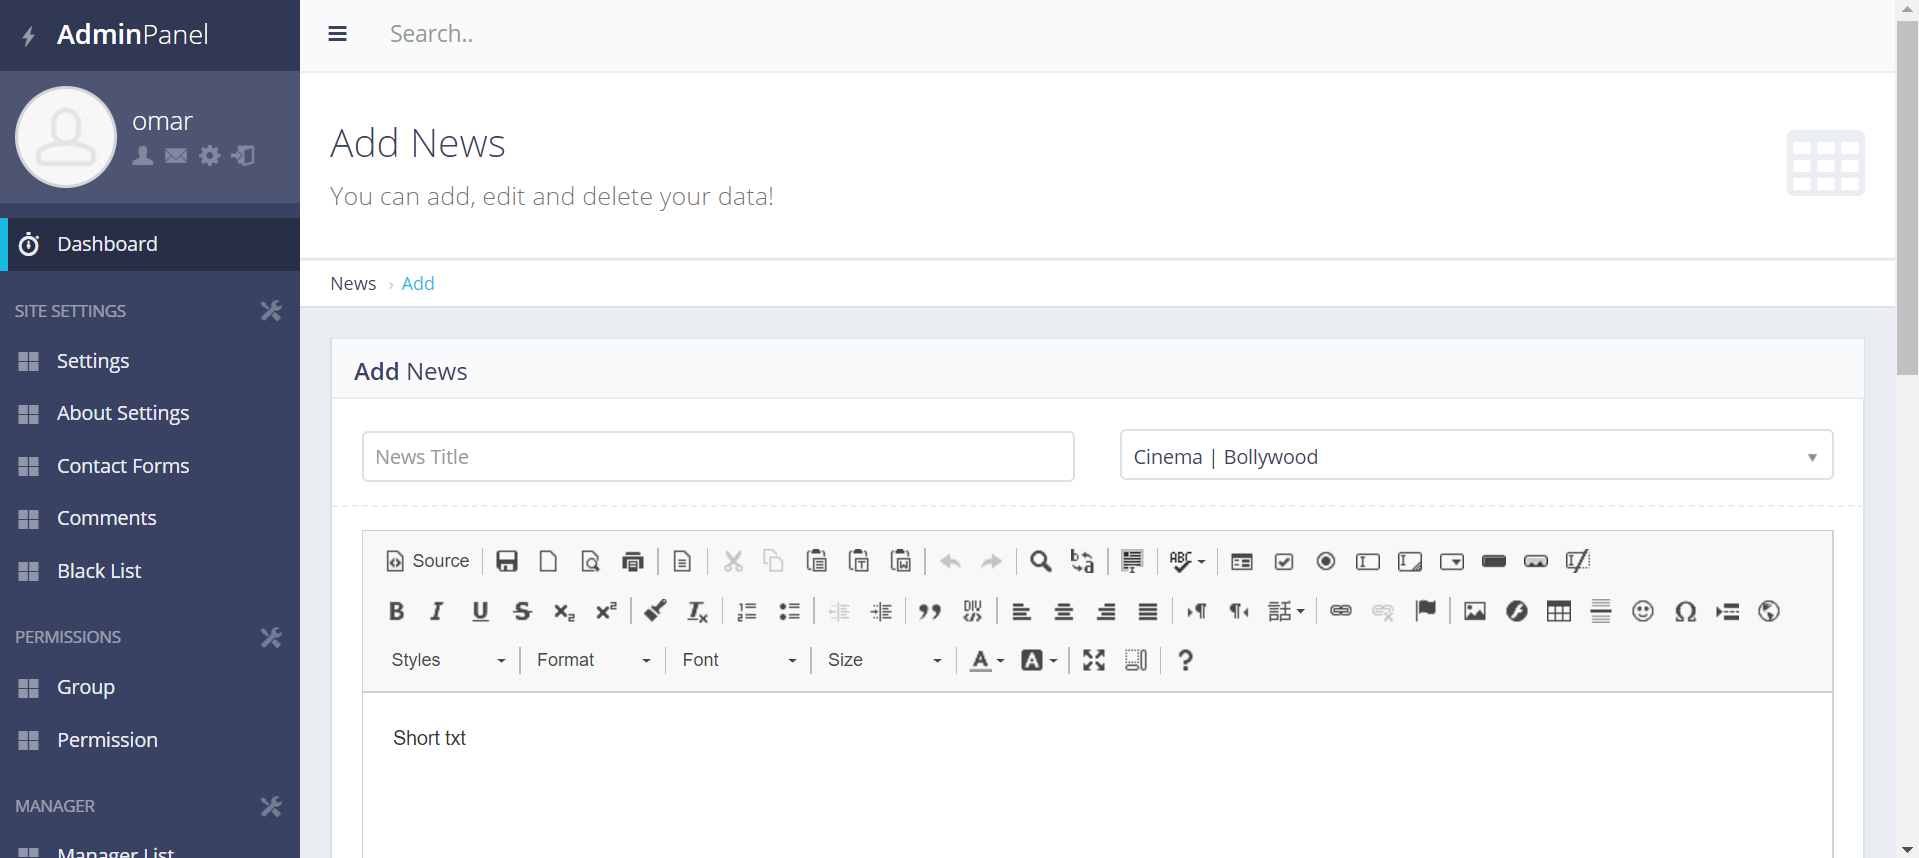 AdminPanel
Search..
omar
Add News
You can add, edit and delete your data!
Dashboard
News › Add
SITE SETTINGS
Settings
About Settings
Contact Forms
Comments
Black List
PERMISSIONS
Group
Permission
MANAGER
Manager List
Add News
News Title
Cinema | Bollywood
Source
Styles
Format
Font
Size
Short txt